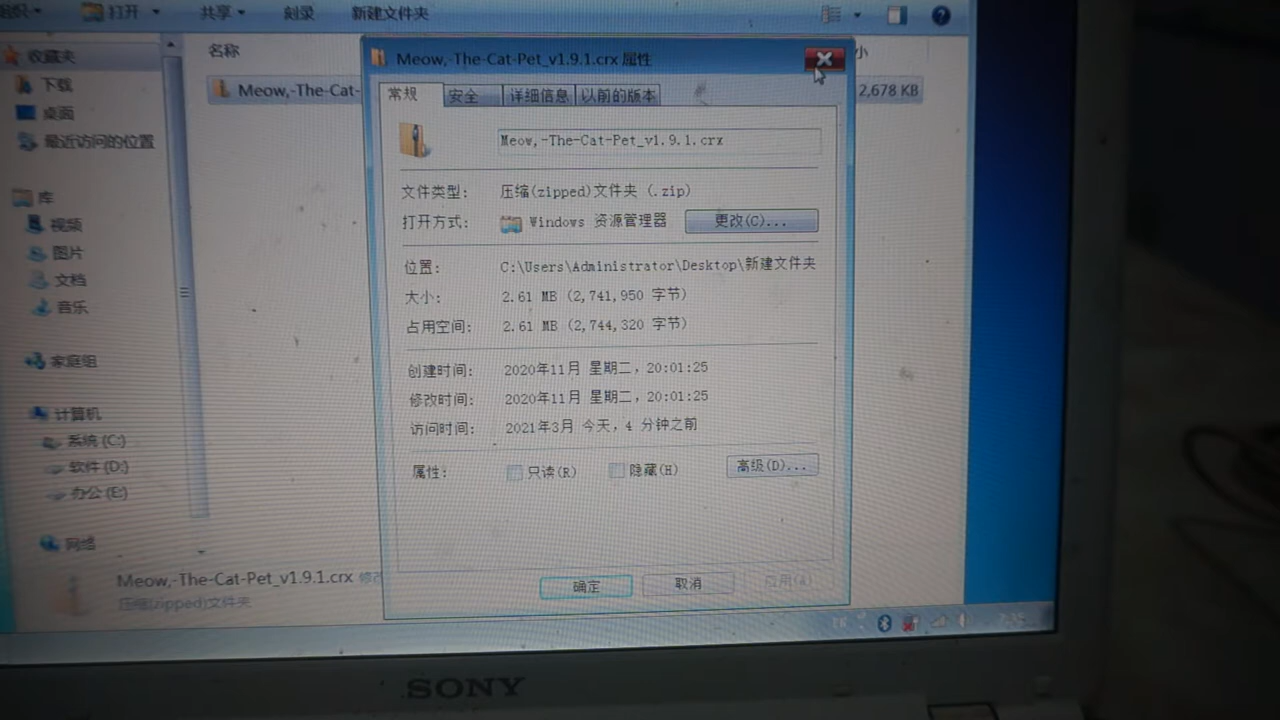 组织 打开 共享 刻录 新建文件夹
收藏夹
下载
桌面
最近访问的位置
库
视频
图片
文档
音乐
家庭组
计算机
系统 (C:)
软件 (D:)
办公 (E:)
网络
名称
Meow,-The-Cat-
2,678 KB
Meow,-The-Cat-Pet_v1.9.1.crx 属性
常规 安全 详细信息 以前的版本
Meow,-The-Cat-Pet_v1.9.1.crx
文件类型: 压缩(zipped)文件夹 (.zip)
打开方式: Windows 资源管理器 更改(C)...
位置: C:\Users\Administrator\Desktop\新建文件夹
大小: 2.61 MB (2,741,950 字节)
占用空间: 2.61 MB (2,744,320 字节)
创建时间: 2020年11月 星期二, 20:01:25
修改时间: 2020年11月 星期二, 20:01:25
访问时间: 2021年3月 今天, 4 分钟之前
属性: 只读(R) 隐藏(H) 高级(D)...
确定 取消 应用(A)
Meow,-The-Cat-Pet_v1.9.1.crx
压缩(zipped)文件夹
SONY